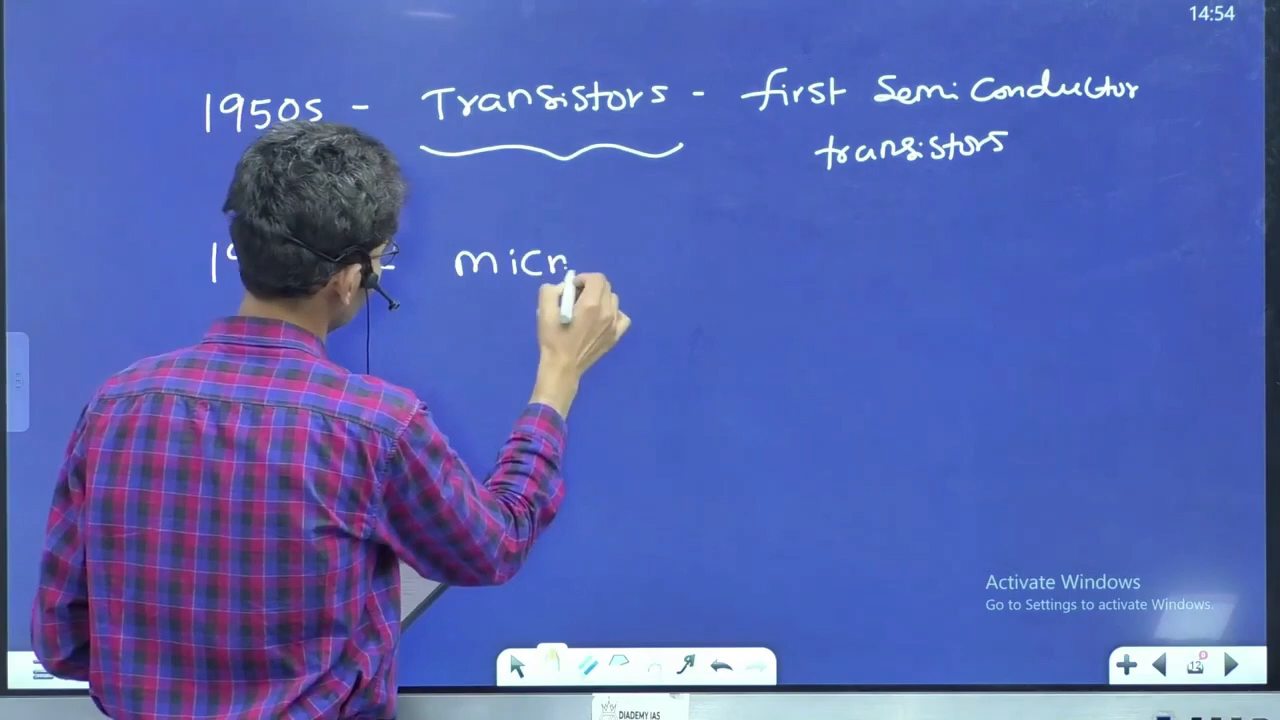 14:54
1950s - Transistors - first Semi Conductor
transistors
micr
Activate Windows
Go to Settings to activate Windows.
12
DIADEMY IAS